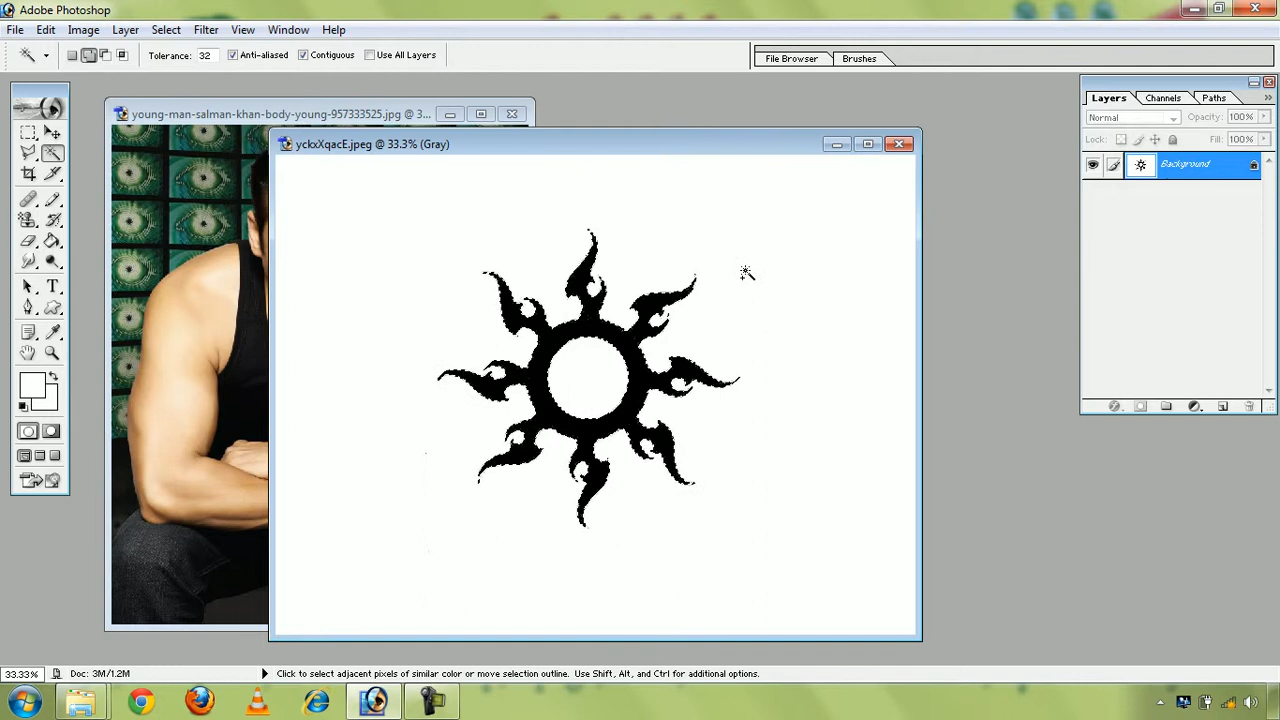 Adobe Photoshop
File Edit Image Layer Select Filter View Window Help
Tolerance: 32 Anti-aliased Contiguous Use All Layers File Browser Brushes
young-man-salman-khan-body-young-957333525.jpg @ 3...
yckxXqacE.jpeg @ 33.3% (Gray)
Layers Channels Paths
Normal Opacity: 100%
Lock: Fill: 100%
Background
T
33.33% Doc: 3M/1.2M Click to select adjacent pixels of similar color or move selection outline. Use Shift, Alt, and Ctrl for additional options.